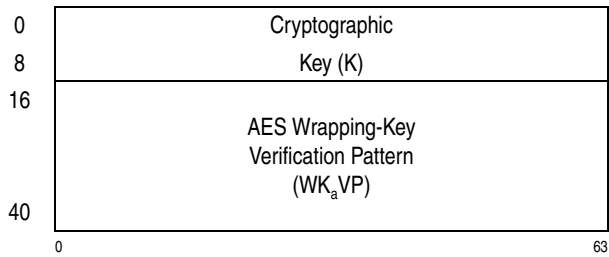 0 Cryptographic
8 Key (K)
16
AES Wrapping-Key
Verification Pattern
(WKaVP)
40
0 63